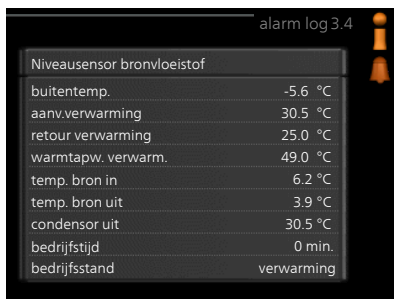 alarm log 3.4
Niveausensor bronvloeistof
buitentemp. -5.6 °C
aanv.verwarming 30.5 °C
retour verwarming 25.0 °C
warmtapw. verwarm. 49.0 °C
temp. bron in 6.2 °C
temp. bron uit 3.9 °C
condensor uit 30.5 °C
bedrijfstijd 0 min.
bedrijfsstand verwarming